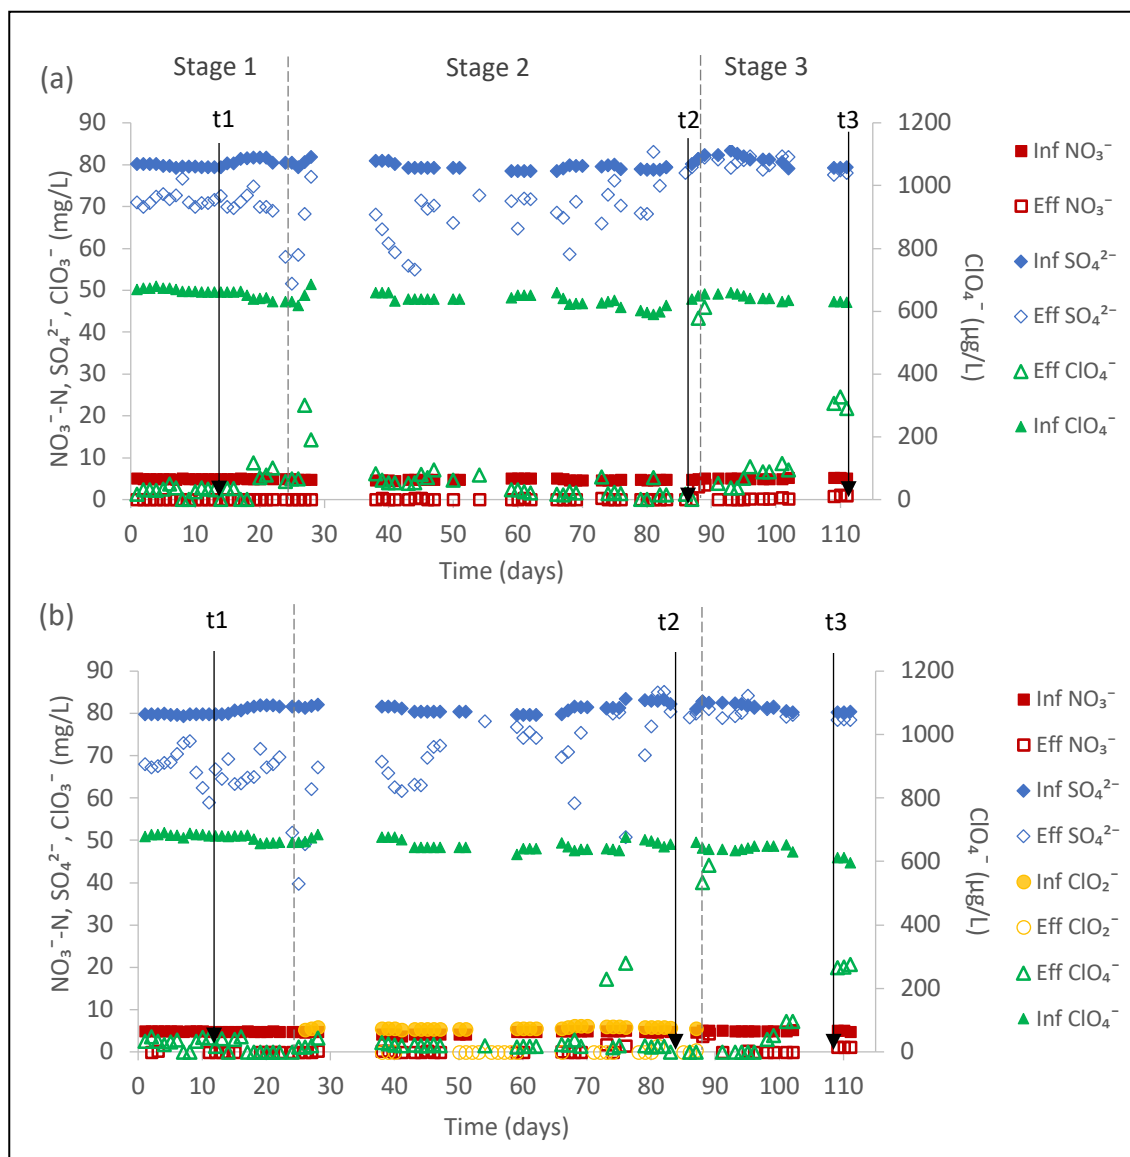 (a)
Stage 1
Stage 2
Stage 3
t1
t2
t3
90
80
70
60
50
40
30
20
10
0
NO₃⁻-N, SO₄²⁻, ClO₃⁻ (mg/L)
1200
1000
800
600
400
200
0
ClO₄⁻ (µg/L)
0 10 20 30 40 50 60 70 80 90 100 110
Time (days)
Inf NO₃⁻
Eff NO₃⁻
Inf SO₄²⁻
Eff SO₄²⁻
Eff ClO₄⁻
Inf ClO₄⁻
(b)
t1
t2
t3
90
80
70
60
50
40
30
20
10
0
NO₃⁻-N, SO₄²⁻, ClO₃⁻ (mg/L)
1200
1000
800
600
400
200
0
ClO₄⁻ (µg/L)
0 10 20 30 40 50 60 70 80 90 100 110
Time (days)
Inf NO₃⁻
Eff NO₃⁻
Inf SO₄²⁻
Eff SO₄²⁻
Inf ClO₂⁻
Eff ClO₂⁻
Eff ClO₄⁻
Inf ClO₄⁻